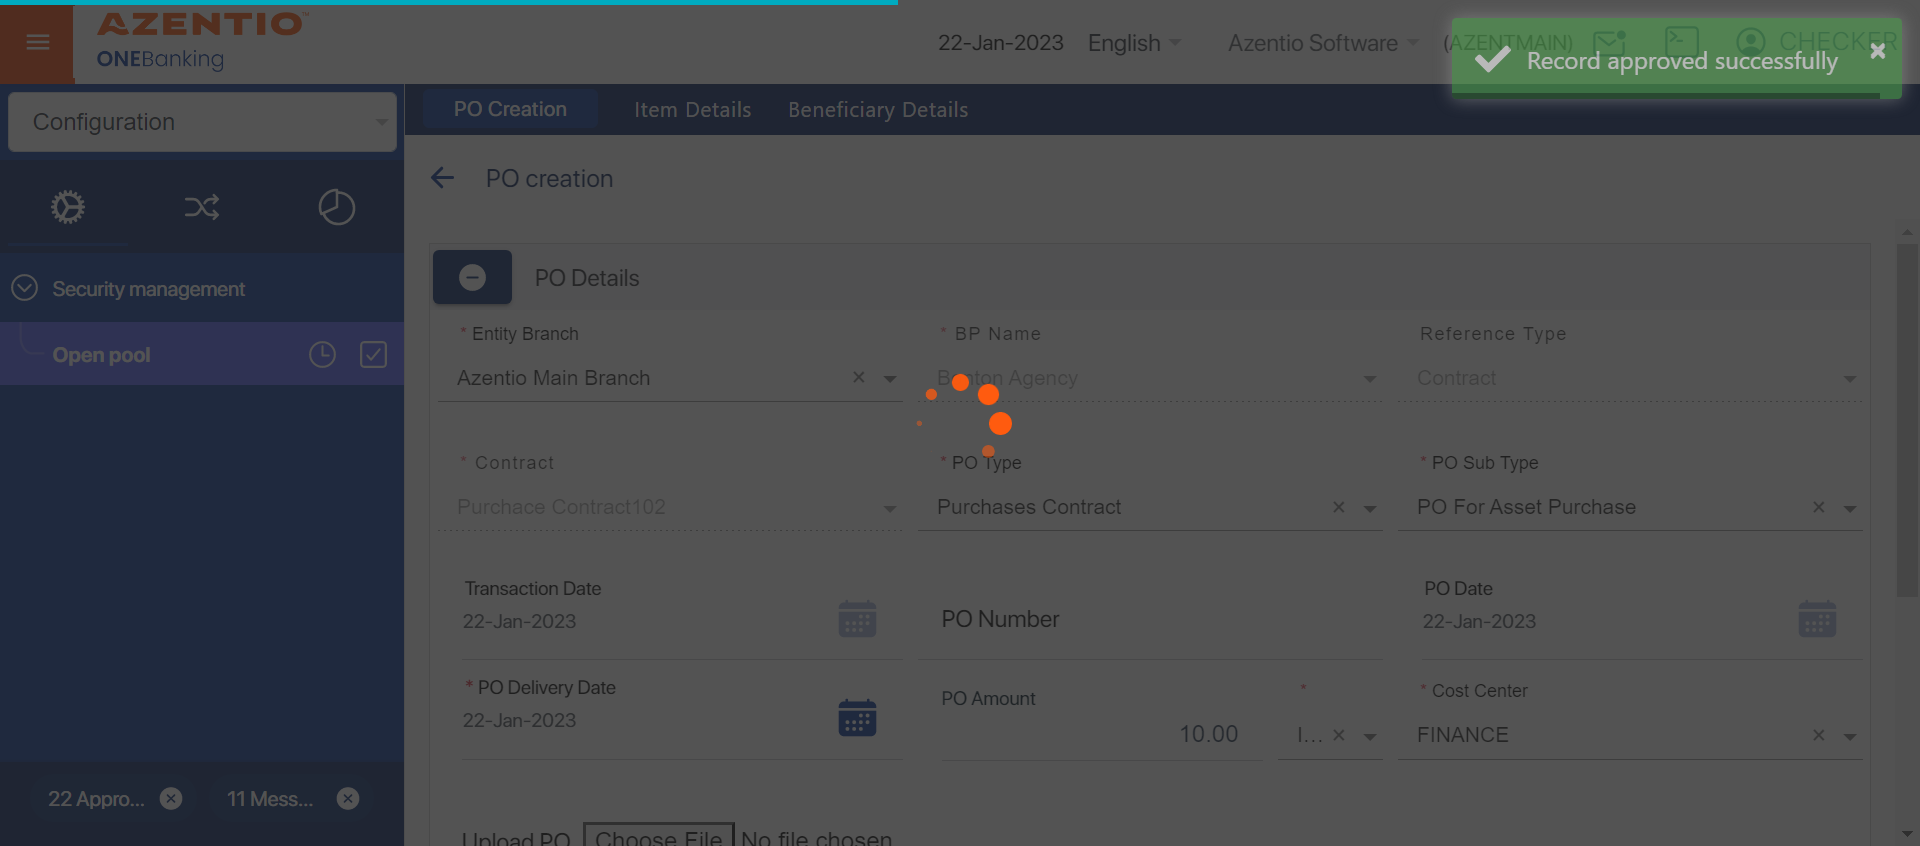 AZENTIO™
ONEBanking
22-Jan-2023 English Azentio Software (AZENTMAIN) CHECKER
Record approved successfully
Configuration
PO Creation Item Details Beneficiary Details
PO creation
Security management
Open pool
PO Details
* Entity Branch * BP Name Reference Type
Azentio Main Branch Benton Agency Contract
* Contract * PO Type * PO Sub Type
Purchace Contract102 Purchases Contract PO For Asset Purchase
Transaction Date PO Date
22-Jan-2023 PO Number 22-Jan-2023
* PO Delivery Date PO Amount * * Cost Center
22-Jan-2023 10.00 I... FINANCE
22 Appro... 11 Mess...
Upload PO Choose File No file chosen